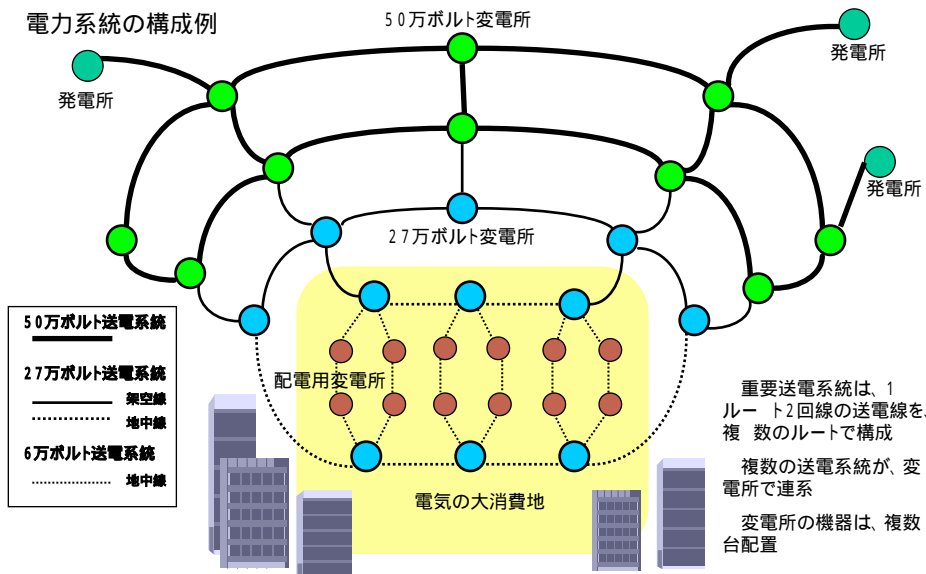 電力系統の構成例
50万ボルト変電所
発電所
発電所
発電所
27万ボルト変電所
50万ボルト送電系統
27万ボルト送電系統
架空線
地中線
6万ボルト送電系統
地中線
配電用変電所
電気の大消費地
重要送電系統は、1
ルー ト2回線の送電線を、
複 数のルートで構成
複数の送電系統が、変
電所で連系
変電所の機器は、複数
台配置